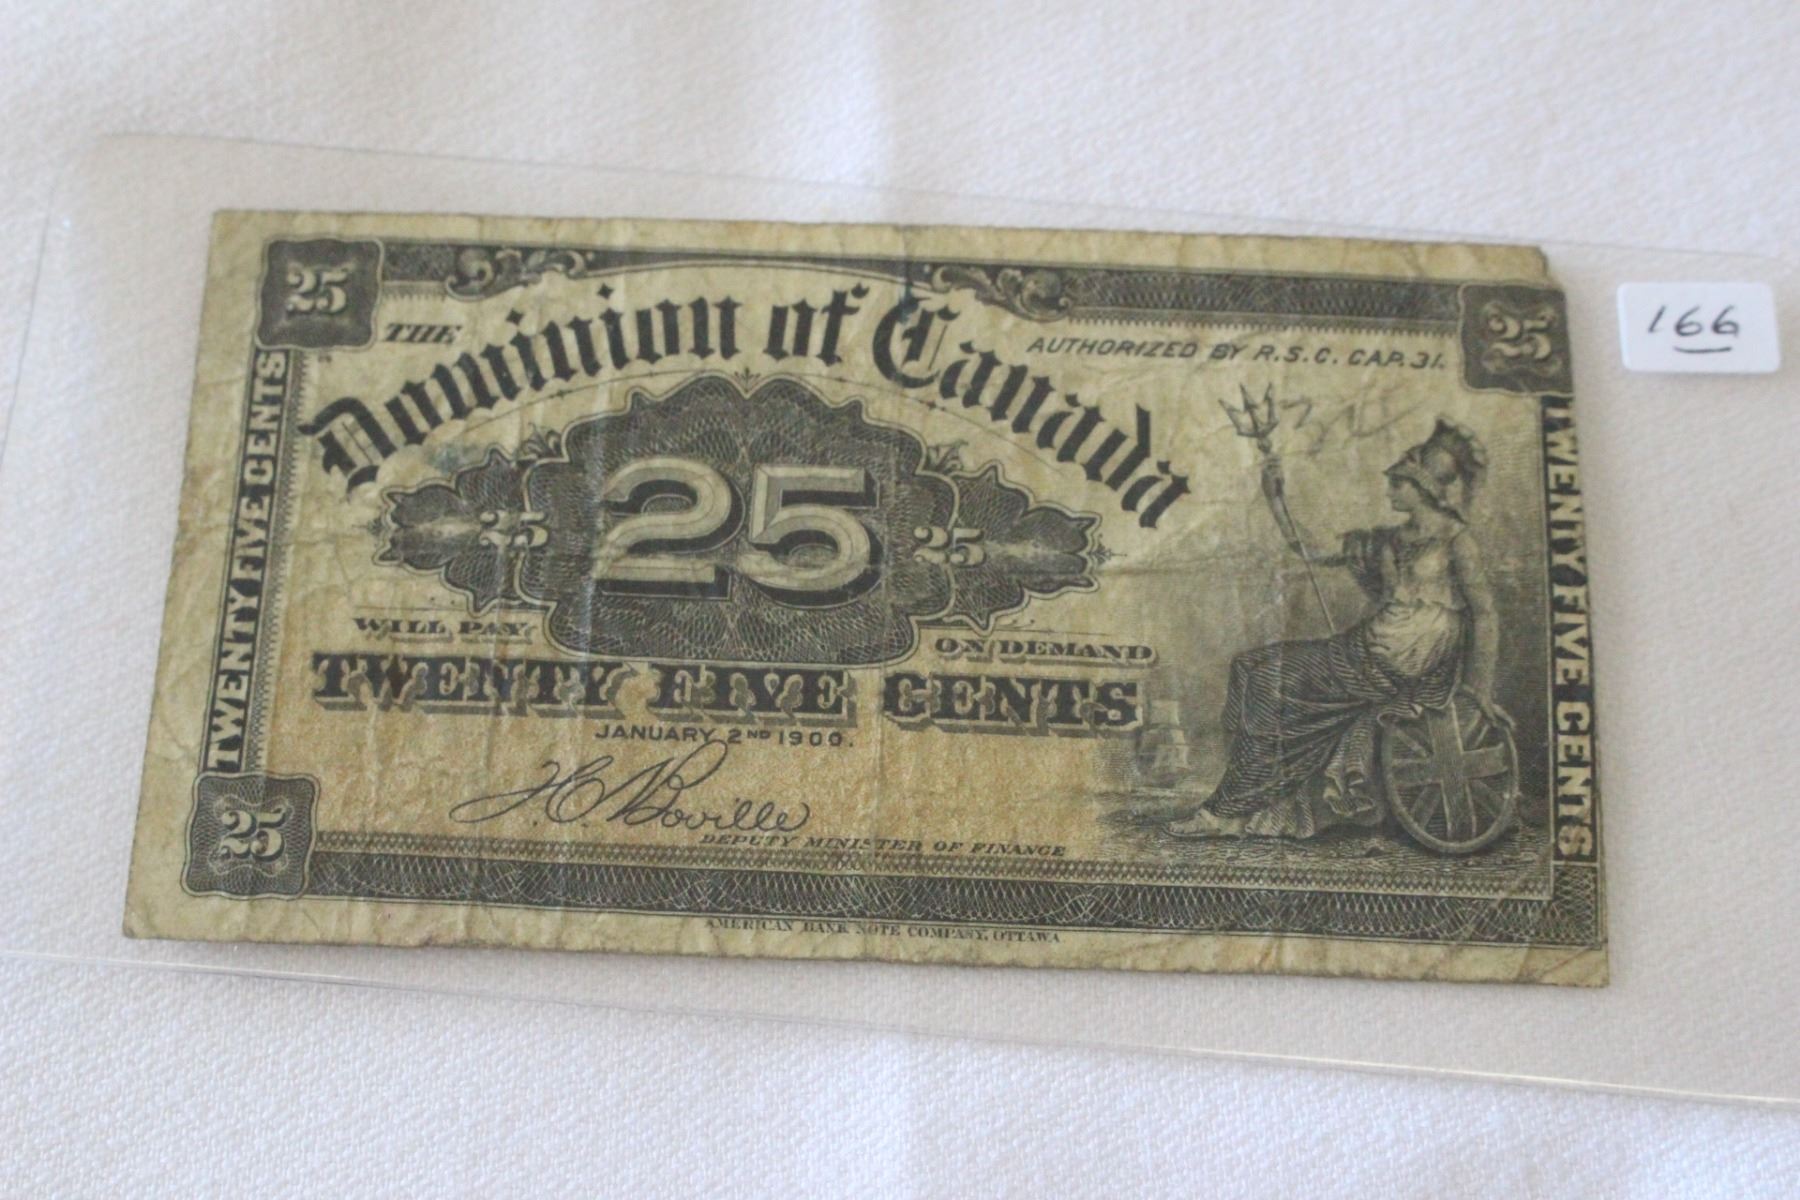 25
25
THE
Dominion of Canada
AUTHORIZED BY R.S.C. CAP. 31.
166
25
25
25
WILL PAY
ON DEMAND
TWENTY FIVE CENTS
JANUARY 2ND 1900.
T.C. Boville
DEPUTY MINISTER OF FINANCE
25
TWENTY FIVE CENTS
TWENTY FIVE CENTS
AMERICAN BANK NOTE COMPANY, OTTAWA